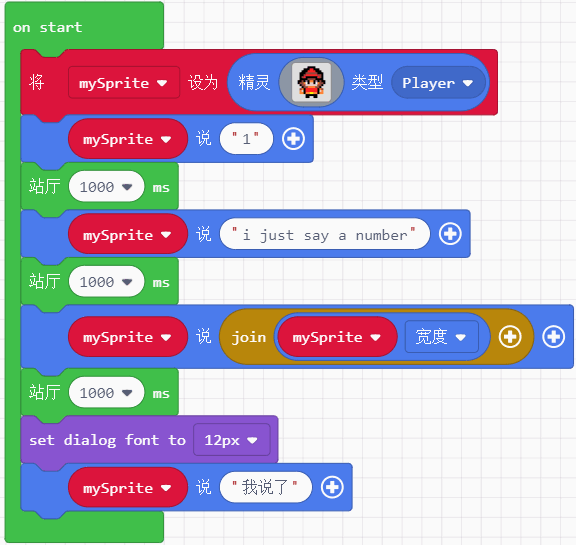 on start
将 mySprite 设为 精灵 类型 Player
mySprite 说 "1"
站厅 1000 ms
mySprite 说 "i just say a number"
站厅 1000 ms
mySprite 说 join mySprite 宽度
站厅 1000 ms
set dialog font to 12px
mySprite 说 "我说了"